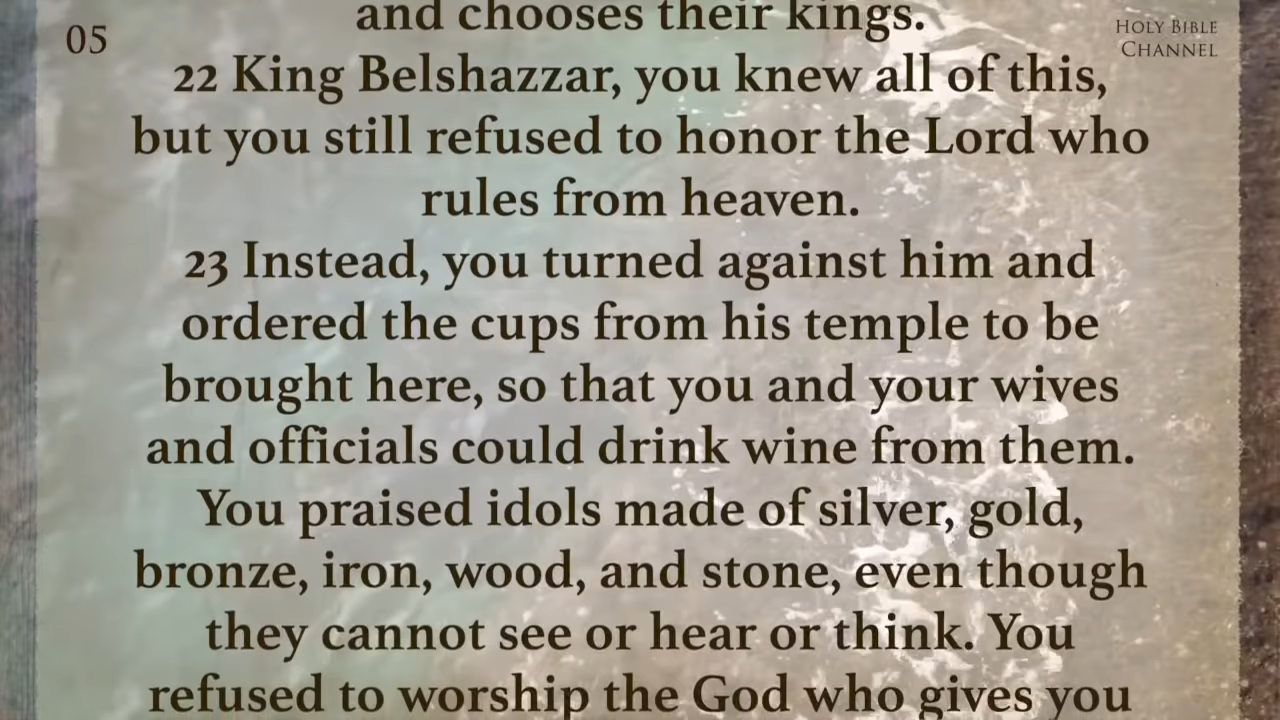 05
HOLY BIBLE
CHANNEL
and chooses their kings.
22 King Belshazzar, you knew all of this,
but you still refused to honor the Lord who
rules from heaven.
23 Instead, you turned against him and
ordered the cups from his temple to be
brought here, so that you and your wives
and officials could drink wine from them.
You praised idols made of silver, gold,
bronze, iron, wood, and stone, even though
they cannot see or hear or think. You
refused to worship the God who gives you